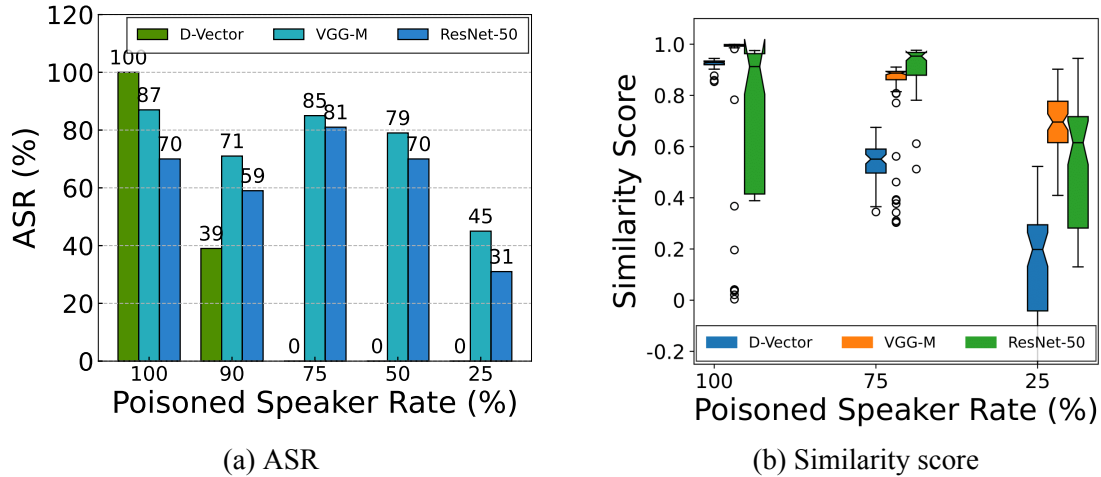 120
D-Vector VGG-M ResNet-50
100
100
87
85
81
80
79
71
70
70
60
59
45
40
39
31
20
0
0
0
0
100 90 75 50 25
ASR (%)
Poisoned Speaker Rate (%)
(a) ASR
1.0
0.8
0.6
0.4
0.2
0
-0.2
D-Vector VGG-M ResNet-50
100 75 25
Similarity Score
Poisoned Speaker Rate (%)
(b) Similarity score